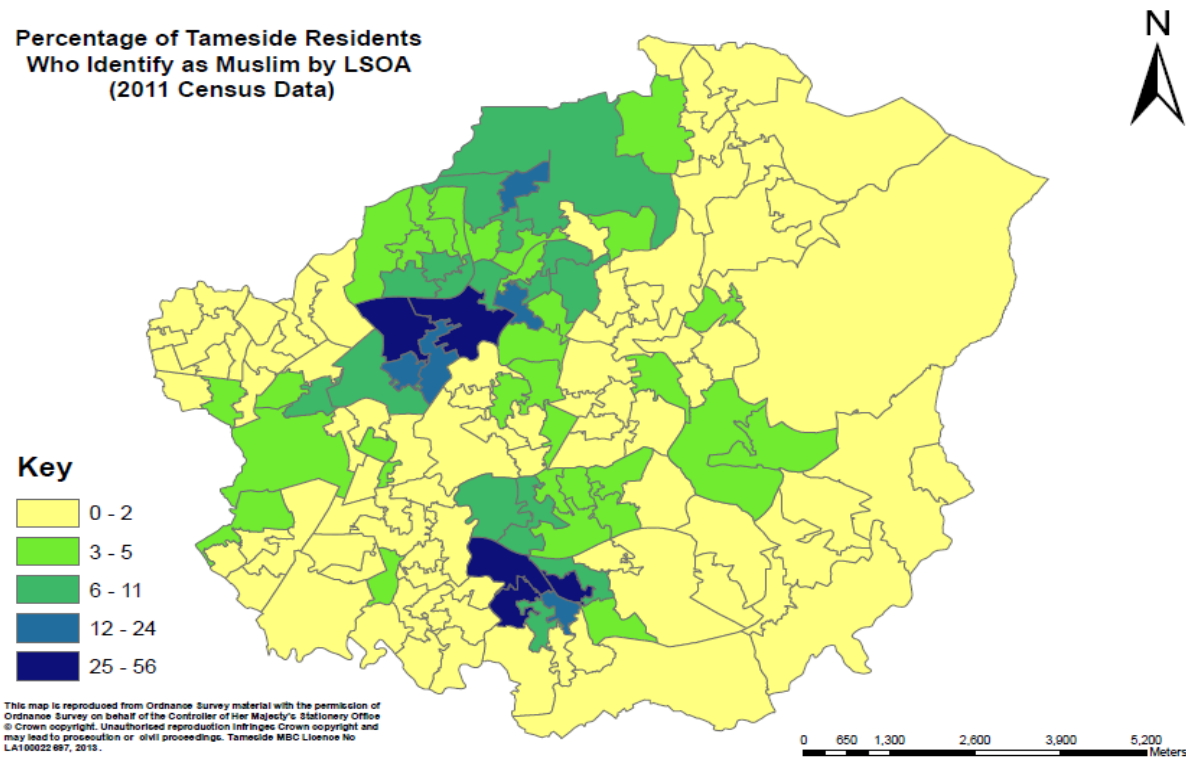 Percentage of Tameside Residents
Who Identify as Muslim by LSOA
(2011 Census Data)
N
Key
0 - 2
3 - 5
6 - 11
12 - 24
25 - 56
This map is reproduced from Ordnance Survey material with the permission of
Ordnance Survey on behalf of the Controller of Her Majesty's Stationery Office
© Crown copyright. Unauthorised reproduction infringes Crown copyright and
may lead to prosecution or civil proceedings. Tameside MBC Licence No
LA100022697, 2013.
0 650 1,300 2,600 3,900 5,200
Meters